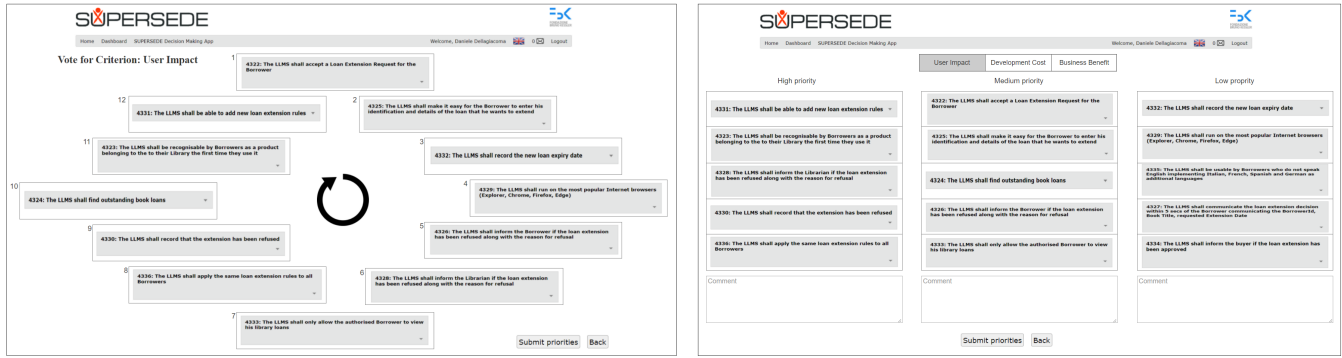 SUPERSEDE
Home Dashboard SUPERSEDE Decision Making App
Welcome, Daniele Dellagiacoma 0 Logout
Vote for Criterion: User Impact
1
4322: The LLMS shall accept a Loan Extension Request for the
Borrower
12
4331: The LLMS shall be able to add new loan extension rules
2
4325: The LLMS shall make it easy for the Borrower to enter his
identification and details of the loan that he wants to extend
11
4323: The LLMS shall be recognisable by Borrowers as a product
belonging to the to their Library the first time they use it
3
4332: The LLMS shall record the new loan expiry date
10
4324: The LLMS shall find outstanding book loans
4
4329: The LLMS shall run on the most popular Internet browsers
(Explorer, Chrome, Firefox, Edge)
9
4330: The LLMS shall record that the extension has been refused
5
4326: The LLMS shall inform the Borrower if the loan extension
has been refused along with the reason for refusal
8
4336: The LLMS shall apply the same loan extension rules to all
Borrowers
6
4328: The LLMS shall inform the Librarian if the loan extension
has been refused along with the reason for refusal
7
4333: The LLMS shall only allow the authorised Borrower to view
his library loans
Submit priorities Back
SUPERSEDE
Home Dashboard SUPERSEDE Decision Making App
Welcome, Daniele Dellagiacoma 0 Logout
User Impact Development Cost Business Benefit
High priority
4331: The LLMS shall be able to add new loan extension rules
4323: The LLMS shall be recognisable by Borrowers as a product
belonging to the to their Library the first time they use it
4328: The LLMS shall inform the Librarian if the loan extension
has been refused along with the reason for refusal
4330: The LLMS shall record that the extension has been refused
4336: The LLMS shall apply the same loan extension rules to all
Borrowers
Comment
Medium priority
4322: The LLMS shall accept a Loan Extension Request for the
Borrower
4325: The LLMS shall make it easy for the Borrower to enter his
identification and details of the loan that he wants to extend
4324: The LLMS shall find outstanding book loans
4326: The LLMS shall inform the Borrower if the loan extension
has been refused along with the reason for refusal
4333: The LLMS shall only allow the authorised Borrower to view
his library loans
Comment
Low proprity
4332: The LLMS shall record the new loan expiry date
4329: The LLMS shall run on the most popular Internet browsers
(Explorer, Chrome, Firefox, Edge)
4335: The LLMS shall be unable by Borrowers who do not speak
English implementing Italian, French, Spanish and German as
additional languages
4327: The LLMS shall communicate the loan extension decision
within 5 secs of the Borrower communicating the BorrowerId,
Book Title, requested Extension Date
4334: The LLMS shall inform the buyer if the loan extension has
been approved
Comment
Submit priorities Back